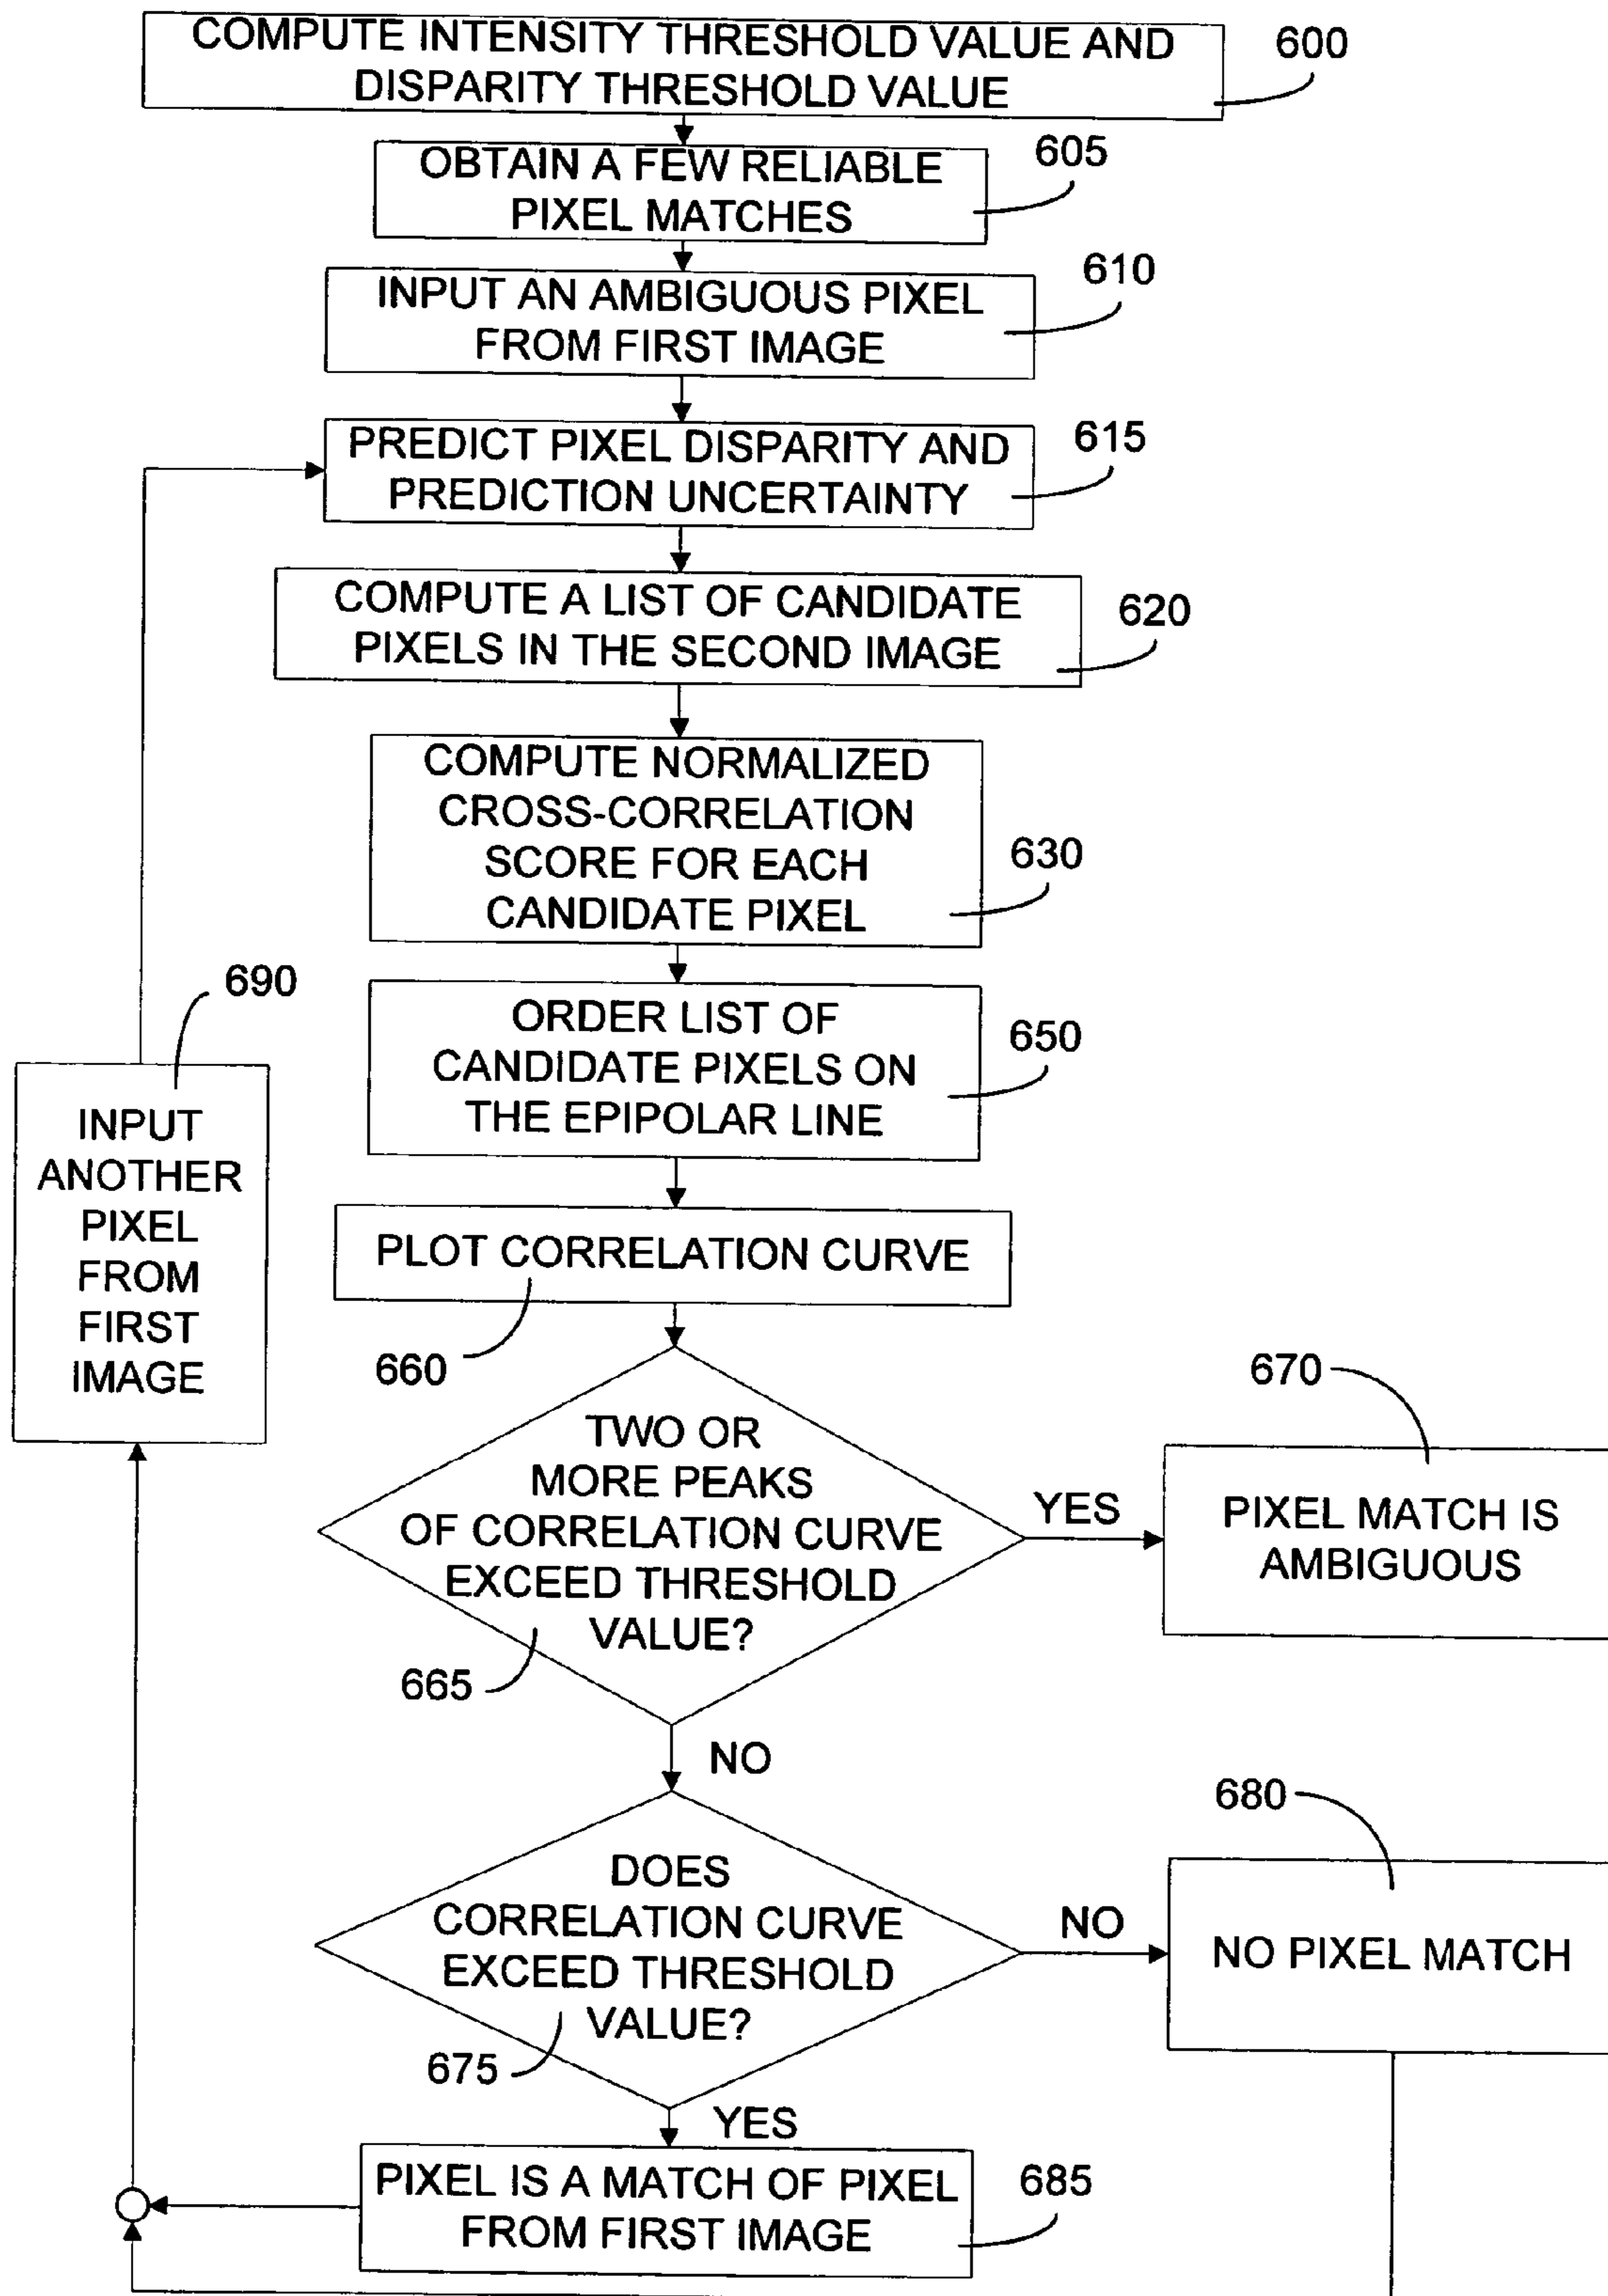 COMPUTE INTENSITY THRESHOLD VALUE AND
DISPARITY THRESHOLD VALUE
600
OBTAIN A FEW RELIABLE
PIXEL MATCHES
605
INPUT AN AMBIGUOUS PIXEL
FROM FIRST IMAGE
610
PREDICT PIXEL DISPARITY AND
PREDICTION UNCERTAINTY
615
COMPUTE A LIST OF CANDIDATE
PIXELS IN THE SECOND IMAGE
620
COMPUTE NORMALIZED
CROSS-CORRELATION
SCORE FOR EACH
CANDIDATE PIXEL
630
690
INPUT
ANOTHER
PIXEL
FROM
FIRST
IMAGE
ORDER LIST OF
CANDIDATE PIXELS ON
THE EPIPOLAR LINE
650
PLOT CORRELATION CURVE
660
TWO OR
MORE PEAKS
OF CORRELATION CURVE
EXCEED THRESHOLD
VALUE?
665
YES
670
PIXEL MATCH IS
AMBIGUOUS
NO
DOES
CORRELATION CURVE
EXCEED THRESHOLD
VALUE?
675
NO
680
NO PIXEL MATCH
YES
PIXEL IS A MATCH OF PIXEL
FROM FIRST IMAGE
685